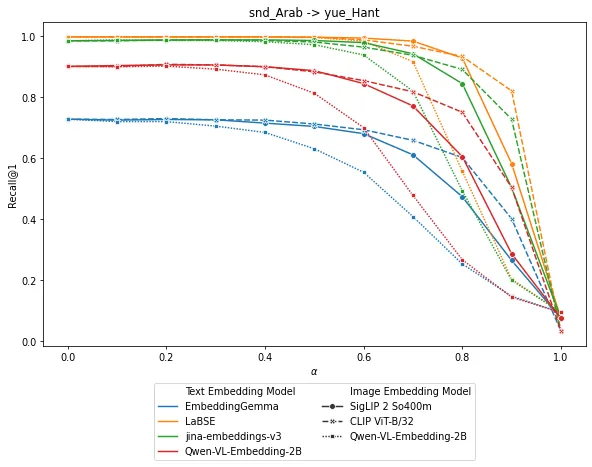 snd_Arab -> yue_Hant
Recall@1
1.0
0.8
0.6
0.4
0.2
0.0
0.0 0.2 0.4 0.6 0.8 1.0
α
Text Embedding Model
EmbeddingGemma
LaBSE
jina-embeddings-v3
Qwen-VL-Embedding-2B
Image Embedding Model
SigLIP 2 So400m
CLIP ViT-B/32
Qwen-VL-Embedding-2B